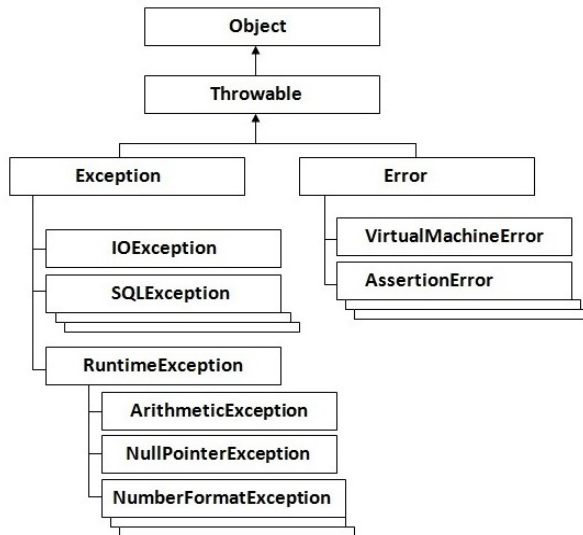 Object
Throwable
Exception
Error
IOException
VirtualMachineError
SQLException
AssertionError
RuntimeException
ArithmeticException
NullPointerException
NumberFormatException